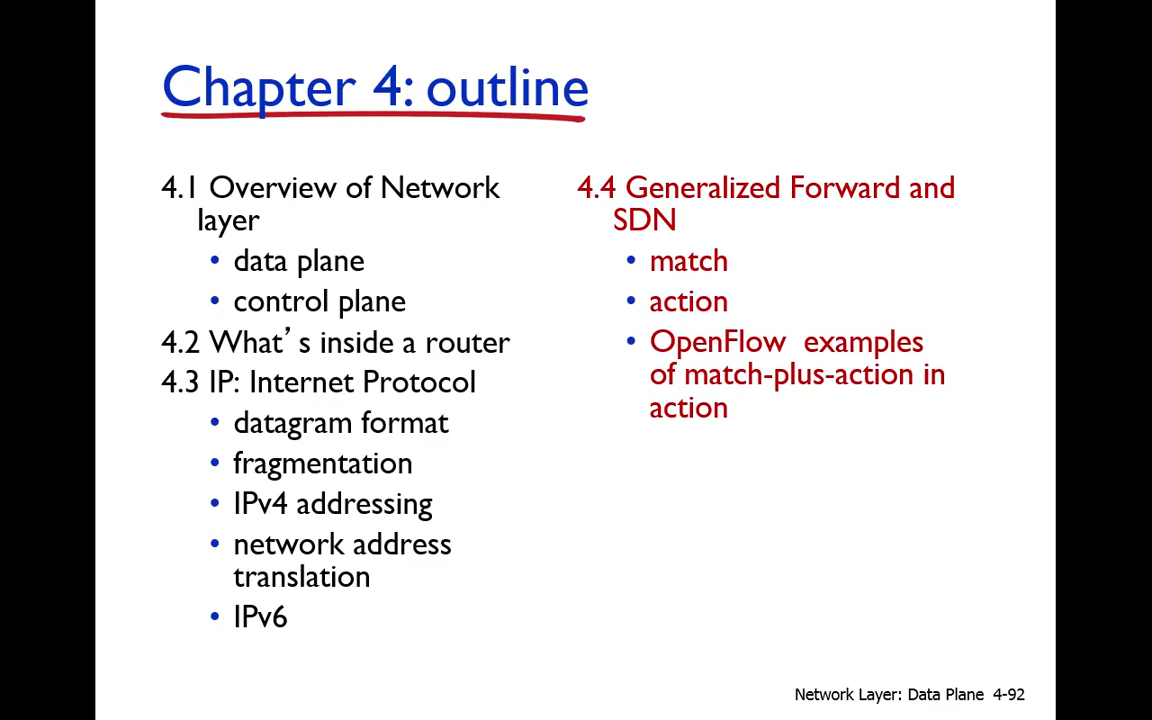 Chapter 4: outline
4.1 Overview of Network
layer
• data plane
• control plane
4.2 What’ s inside a router
4.3 IP: Internet Protocol
• datagram format
• fragmentation
• IPv4 addressing
• network address
translation
• IPv6
4.4 Generalized Forward and
SDN
• match
• action
• OpenFlow examples
of match-plus-action in
action
Network Layer: Data Plane 4-92